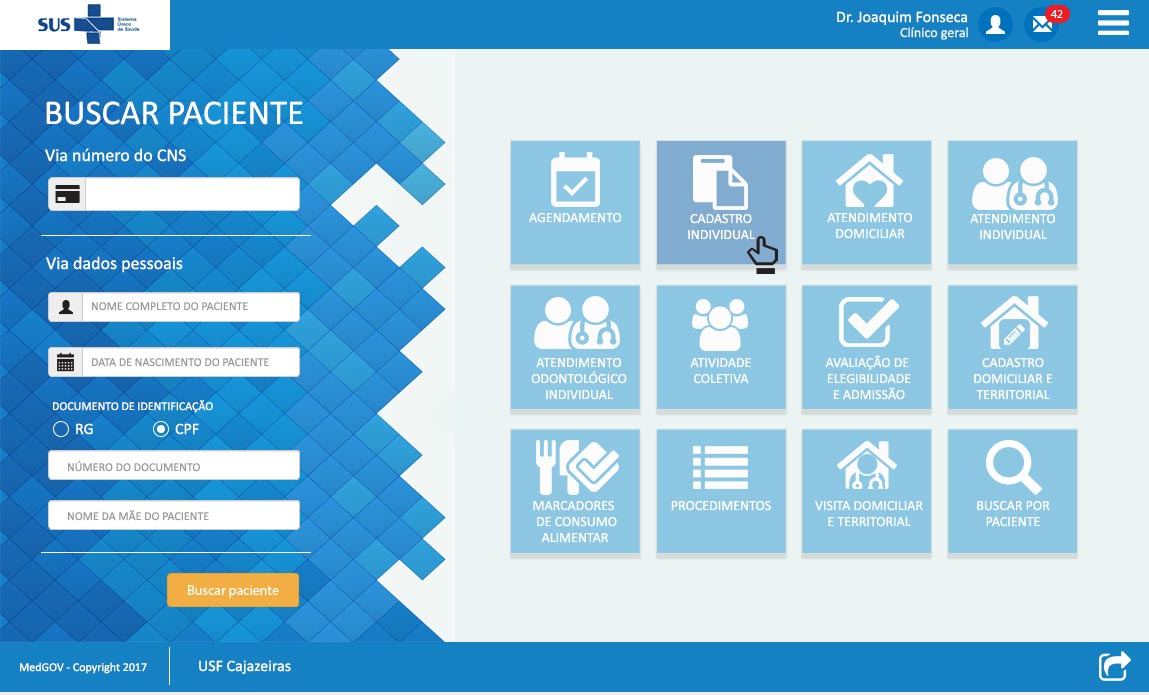 SUS
Sistema
Único
de Saúde
Dr. Joaquim Fonseca
Clínico geral
42
BUSCAR PACIENTE
Via número do CNS
Via dados pessoais
NOME COMPLETO DO PACIENTE
DATA DE NASCIMENTO DO PACIENTE
DOCUMENTO DE IDENTIFICAÇÃO
RG
CPF
NÚMERO DO DOCUMENTO
NOME DA MÃE DO PACIENTE
Buscar paciente
AGENDAMENTO
CADASTRO
INDIVIDUAL
ATENDIMENTO
DOMICILIAR
ATENDIMENTO
INDIVIDUAL
ATENDIMENTO
ODONTOLÓGICO
INDIVIDUAL
ATIVIDADE
COLETIVA
AVALIAÇÃO DE
ELEGIBILIDADE
E ADMISSÃO
CADASTRO
DOMICILIAR E
TERRITORIAL
MARCADORES
DE CONSUMO
ALIMENTAR
PROCEDIMENTOS
VISITA DOMICILIAR
E TERRITORIAL
BUSCAR POR
PACIENTE
MedGOV - Copyright 2017
USF Cajazeiras